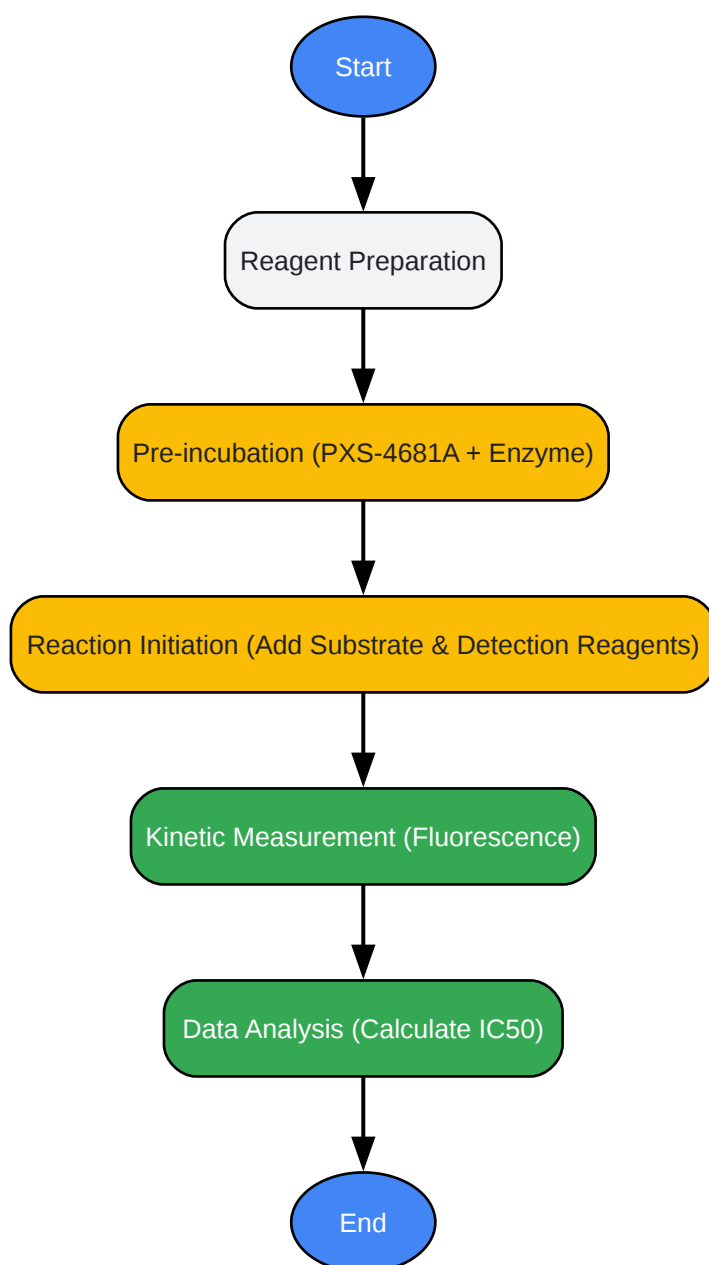 Start
Reagent Preparation
Pre-incubation (PXS-4681A + Enzyme)
Reaction Initiation (Add Substrate & Detection Reagents)
Kinetic Measurement (Fluorescence)
Data Analysis (Calculate IC50)
End